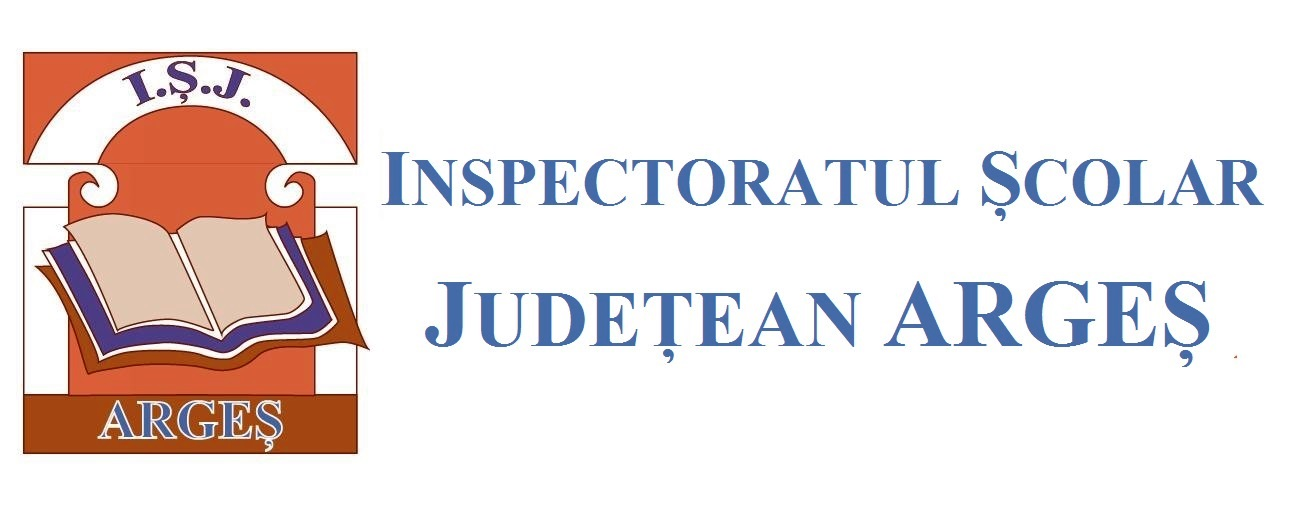 I.Ș.J.
ARGEȘ
INSPECTORATUL ȘCOLAR
JUDEȚEAN ARGEȘ